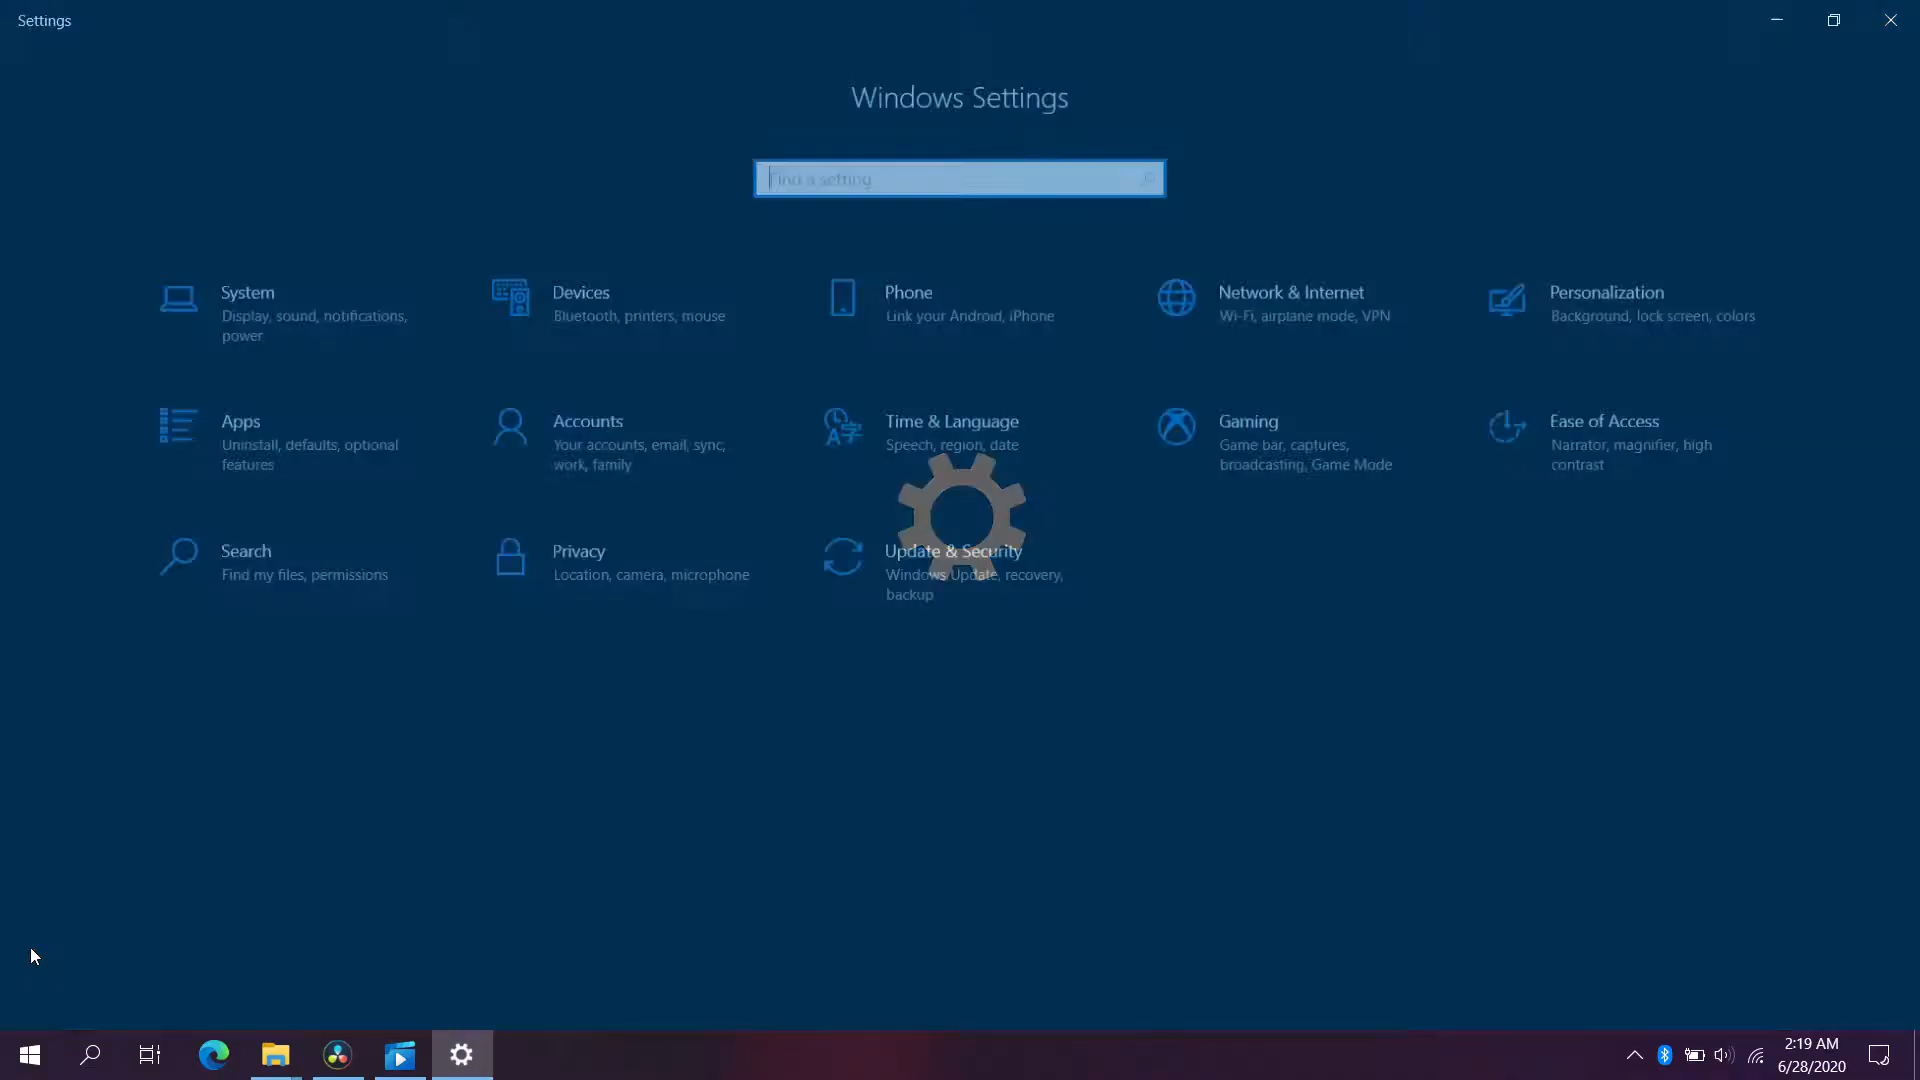 Settings
Windows Settings
Find a setting
System
Display, sound, notifications,
power
Devices
Bluetooth, printers, mouse
Phone
Link your Android, iPhone
Network & Internet
Wi-Fi, airplane mode, VPN
Personalization
Background, lock screen, colors
Apps
Uninstall, defaults, optional
features
Accounts
Your accounts, email, sync,
work, family
Time & Language
Speech, region, date
Gaming
Game bar, captures,
broadcasting, Game Mode
Ease of Access
Narrator, magnifier, high
contrast
Search
Find my files, permissions
Privacy
Location, camera, microphone
Update & Security
Windows Update, recovery,
backup
2:19 AM
6/28/2020